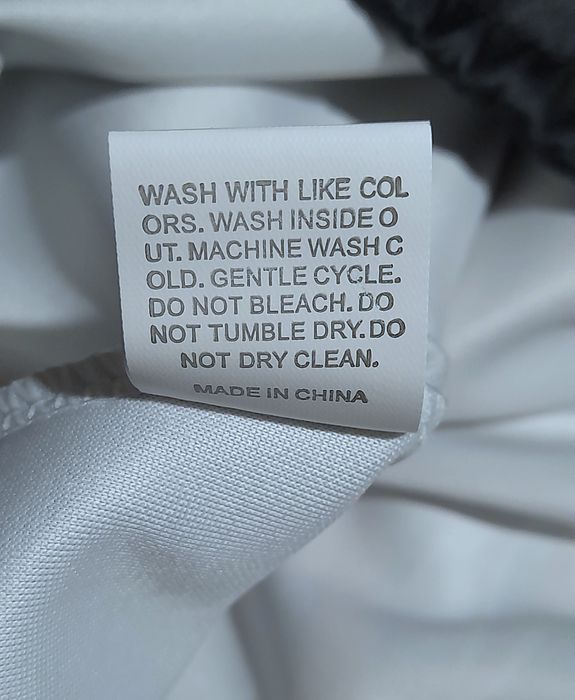 WASH WITH LIKE COL
ORS. WASH INSIDE O
UT. MACHINE WASH C
OLD. GENTLE CYCLE.
DO NOT BLEACH. DO
NOT TUMBLE DRY. DO
NOT DRY CLEAN.
MADE IN CHINA